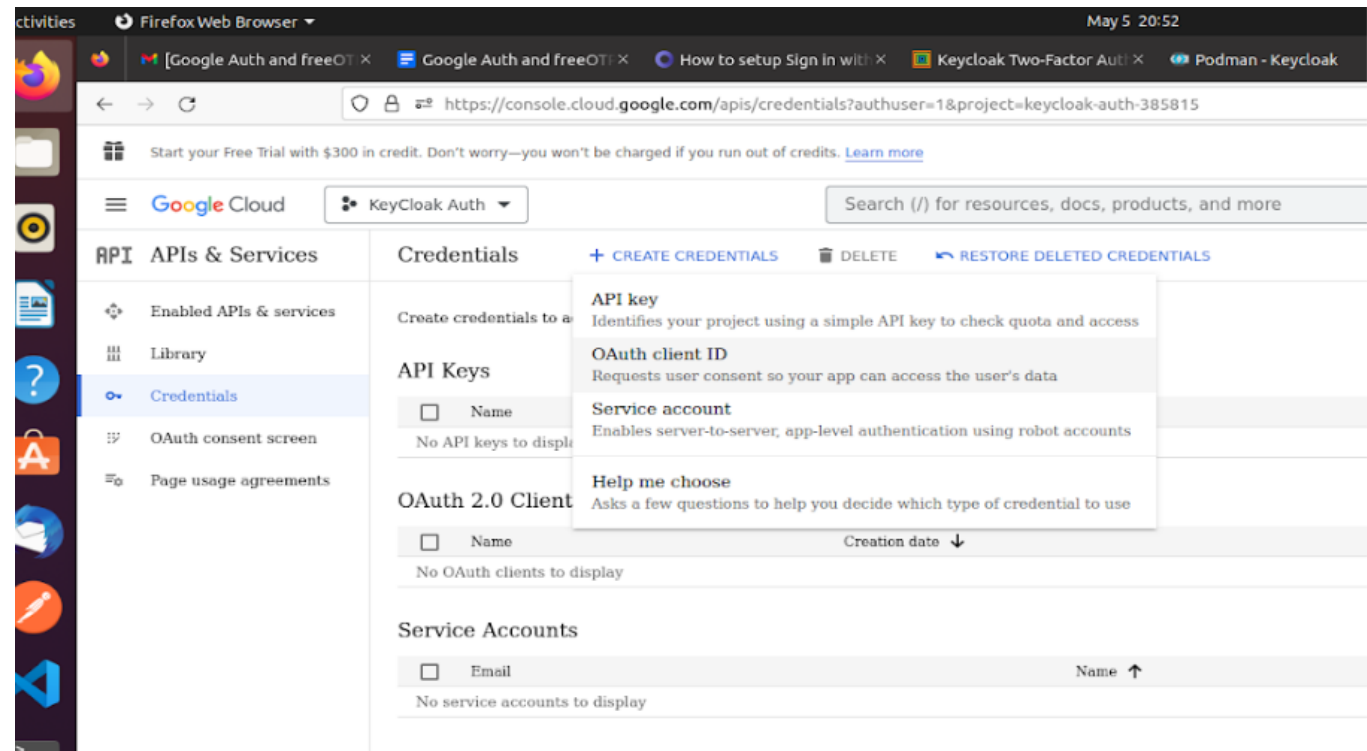 ctivities Firefox Web Browser May 5 20:52
[Google Auth and freeOT Google Auth and freeOTF How to setup Sign in with Keycloak Two-Factor Aut Podman - Keycloak
https://console.cloud.google.com/apis/credentials?authuser=1&project=keycloak-auth-385815
Start your Free Trial with $300 in credit. Don't worry—you won't be charged if you run out of credits. Learn more
Google Cloud KeyCloak Auth Search (/) for resources, docs, products, and more
API APIs & Services Credentials + CREATE CREDENTIALS DELETE RESTORE DELETED CREDENTIALS
Enabled APIs & services
Library
Credentials
OAuth consent screen
Page usage agreements
Create credentials to a
API key
Identifies your project using a simple API key to check quota and access
OAuth client ID
Requests user consent so your app can access the user's data
Service account
Enables server-to-server, app-level authentication using robot accounts
Help me choose
Asks a few questions to help you decide which type of credential to use
API Keys
Name
No API keys to displa
OAuth 2.0 Client
Name Creation date
No OAuth clients to display
Service Accounts
Email Name
No service accounts to display